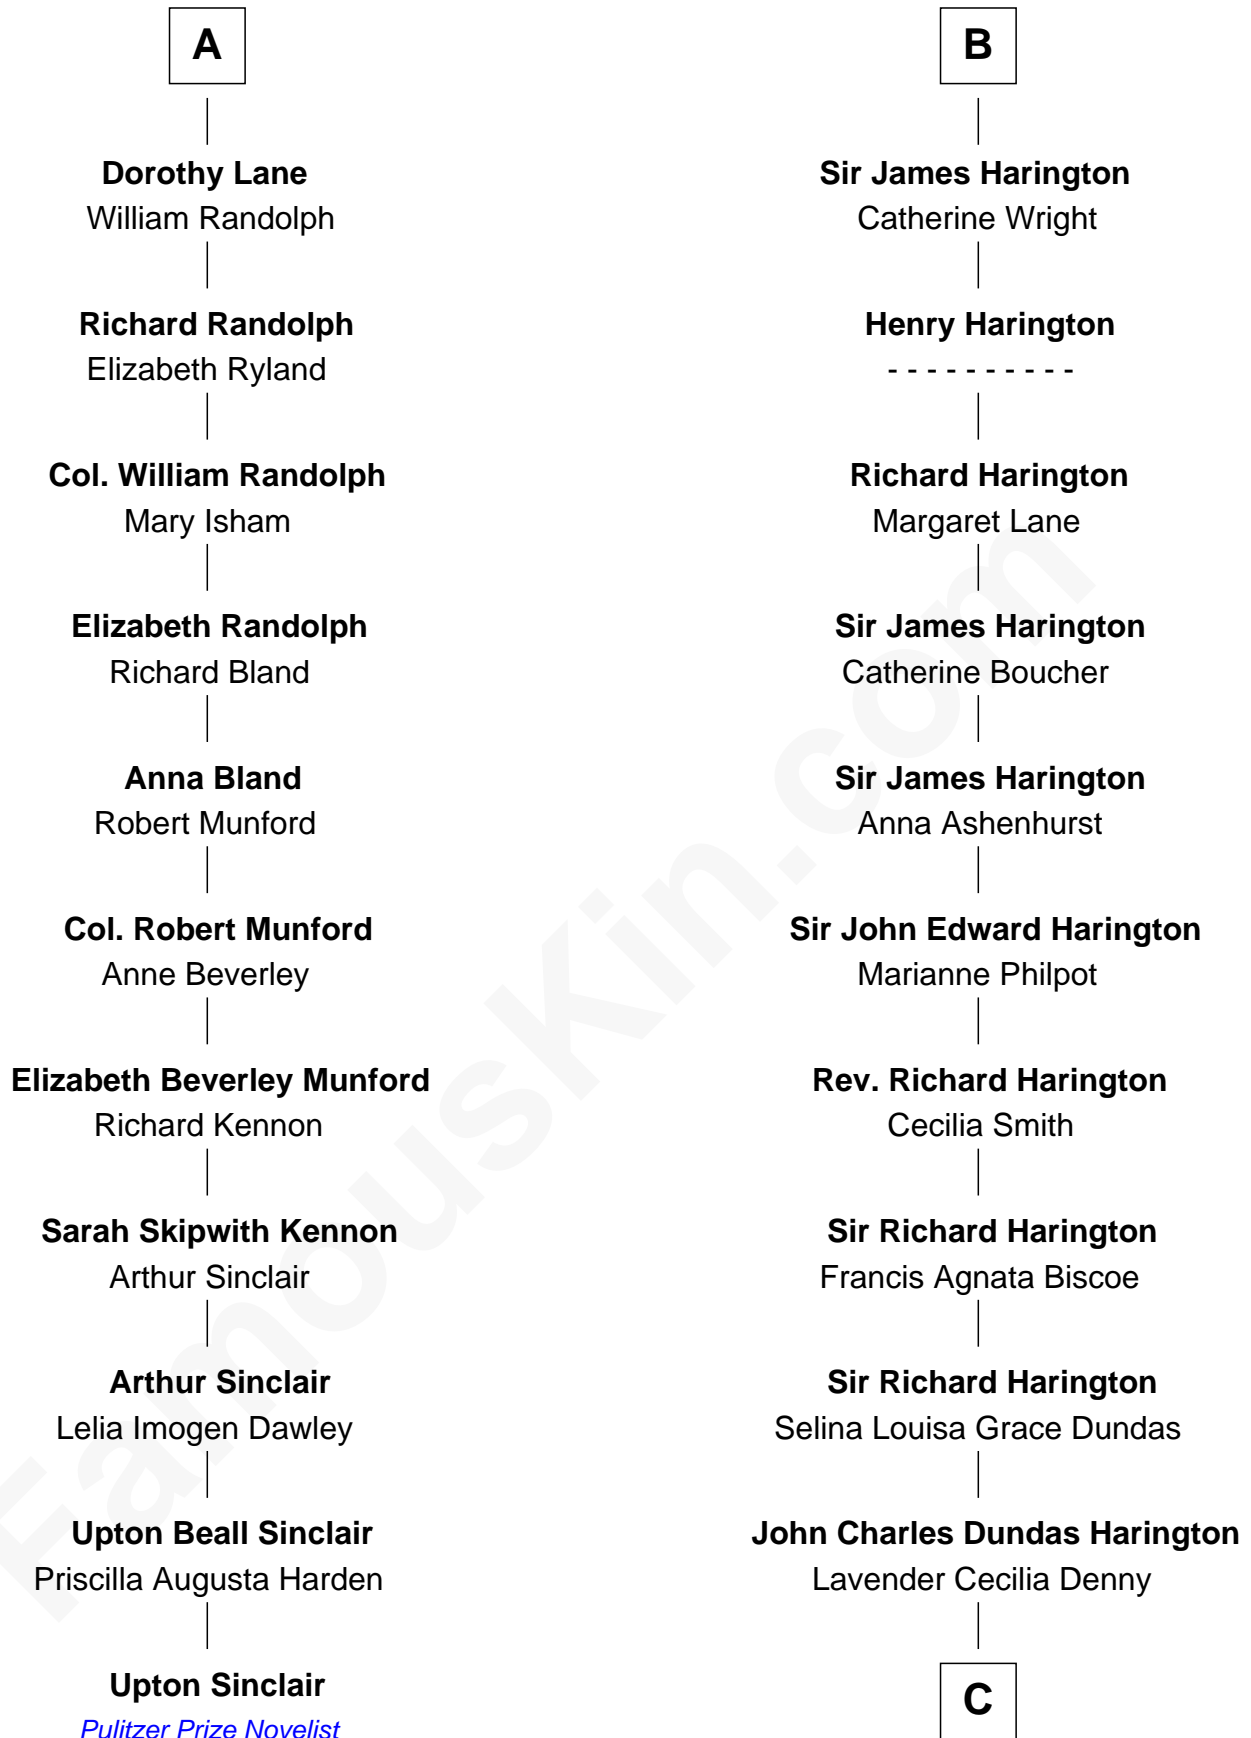 A
Dorothy Lane
William Randolph
Richard Randolph
Elizabeth Ryland
Col. William Randolph
Mary Isham
Elizabeth Randolph
Richard Bland
Anna Bland
Robert Munford
Col. Robert Munford
Anne Beverley
Elizabeth Beverley Munford
Richard Kennon
Sarah Skipwith Kennon
Arthur Sinclair
Arthur Sinclair
Lelia Imogen Dawley
Upton Beall Sinclair
Priscilla Augusta Harden
Upton Sinclair
Pulitzer Prize Novelist
B
Sir James Harington
Catherine Wright
Henry Harington
- - - - - - - - - -
Richard Harington
Margaret Lane
Sir James Harington
Catherine Boucher
Sir James Harington
Anna Ashenhurst
Sir John Edward Harington
Marianne Philpot
Rev. Richard Harington
Cecilia Smith
Sir Richard Harington
Francis Agnata Biscoe
Sir Richard Harington
Selina Louisa Grace Dundas
John Charles Dundas Harington
Lavender Cecilia Denny
C
FamousKin.com